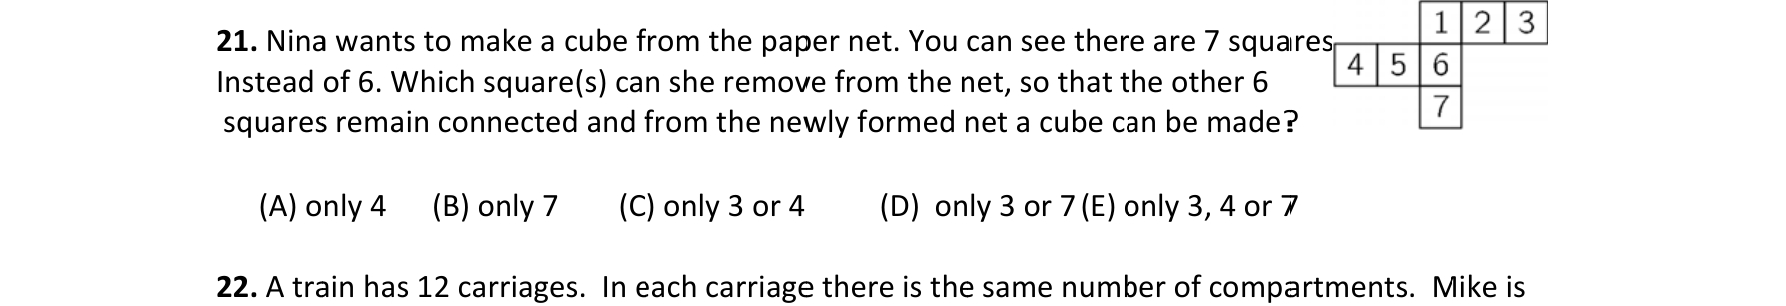 21. Nina wants to make a cube from the paper net. You can see there are 7 squares
Instead of 6. Which square(s) can she remove from the net, so that the other 6
squares remain connected and from the newly formed net a cube can be made?
1 2 3
4 5 6
7
(A) only 4 (B) only 7 (C) only 3 or 4 (D) only 3 or 7 (E) only 3, 4 or 7
22. A train has 12 carriages. In each carriage there is the same number of compartments. Mike is